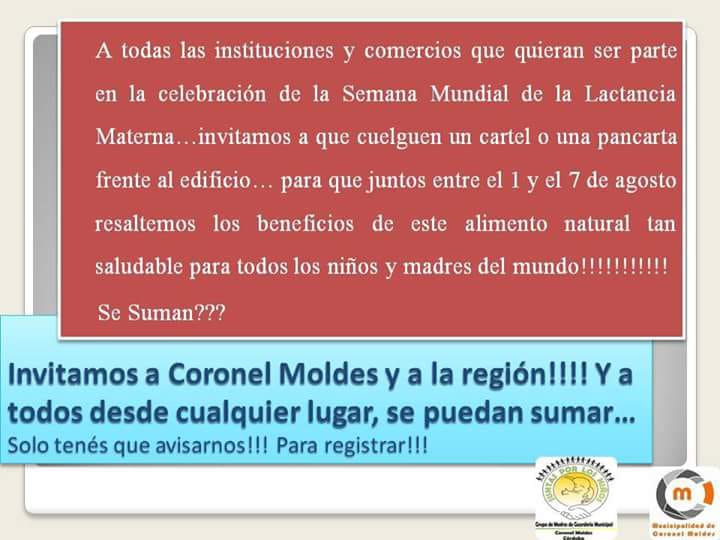 A todas las instituciones y comercios que quieran ser parte
en la celebración de la Semana Mundial de la Lactancia
Materna...invitamos a que cuelguen un cartel o una pancarta
frente al edificio... para que juntos entre el 1 y el 7 de agosto
resaltemos los beneficios de este alimento natural tan
saludable para todos los niños y madres del mundo!!!!!!!!!!!
Se Suman???
Invitamos a Coronel Moldes y a la región!!!! Y a
todos desde cualquier lugar, se puedan sumar...
Solo tenés que avisarnos!!! Para registrar!!!
JUNTAS POR LOS NIÑOS
Grupo de Madres de Guardería Municipal
Coronel Moldes
Córdoba
m
Municipalidad de
Coronel Moldes